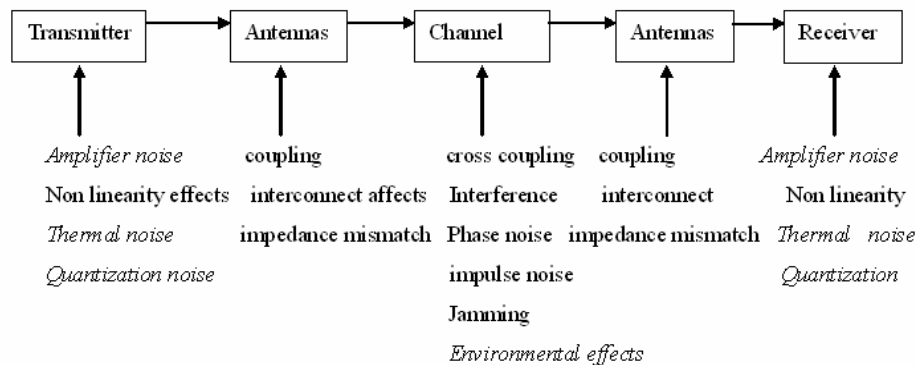 Transmitter Antennas Channel Antennas Receiver
Amplifier noise coupling cross coupling coupling Amplifier noise
Non linearity effects interconnect affects Interference interconnect Non linearity
Thermal noise impedance mismatch Phase noise impedance mismatch Thermal noise
Quantization noise impulse noise Quantization
Jamming
Environmental effects